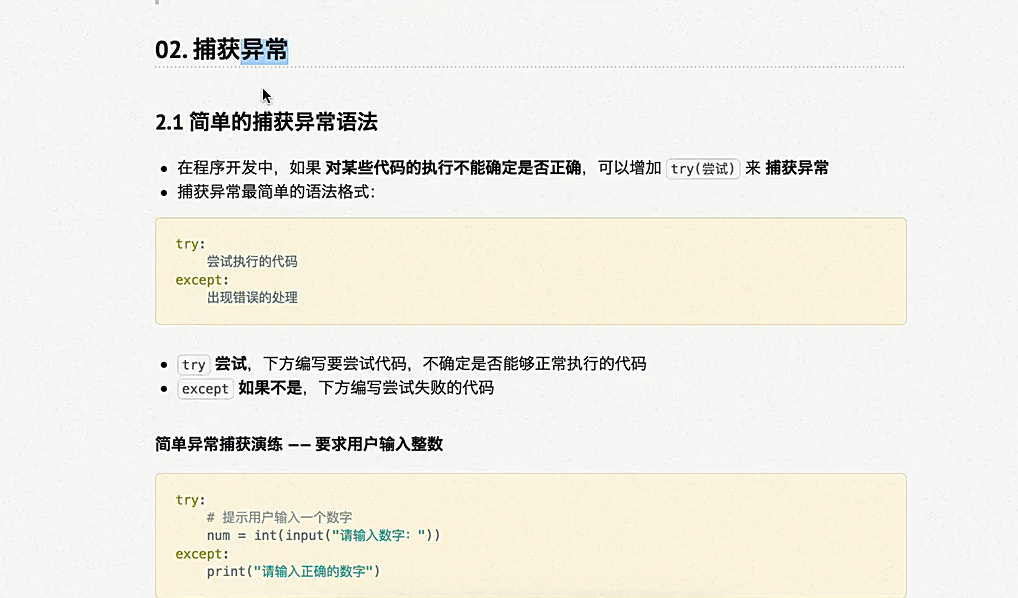 02. 捕获异常
2.1 简单的捕获异常语法
在程序开发中，如果 对某些代码的执行不能确定是否正确，可以增加 try(尝试) 来 捕获异常
捕获异常最简单的语法格式：
try:
    尝试执行的代码
except:
    出现错误的处理
try 尝试，下方编写要尝试代码，不确定是否能够正常执行的代码
except 如果不是，下方编写尝试失败的代码
简单异常捕获演练 —— 要求用户输入整数
try:
    # 提示用户输入一个数字
    num = int(input("请输入数字："))
except:
    print("请输入正确的数字")